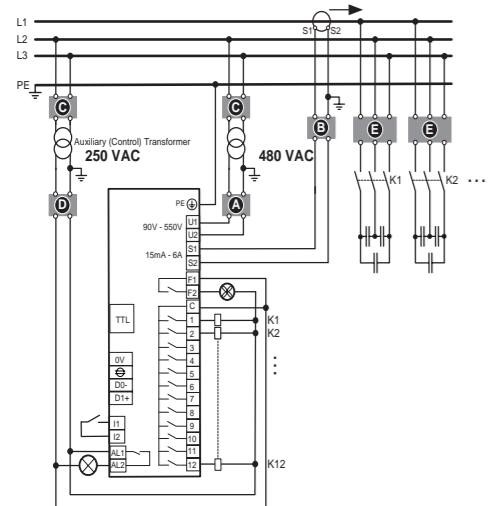 L1
S1 S2
L2
L3
PE
C
C
B
E
E
Auxiliary (Control) Transformer
250 VAC
480 VAC
K1
K2 ...
D
A
PE
U1
90V - 550V
U2
S1
15mA - 6A
S2
F1
F2
C
TTL
1
K1
2
K2
3
0V
4
5
D0-
6
D1+
7
8
I1
9
I2
10
AL1
11
AL2
12
K12